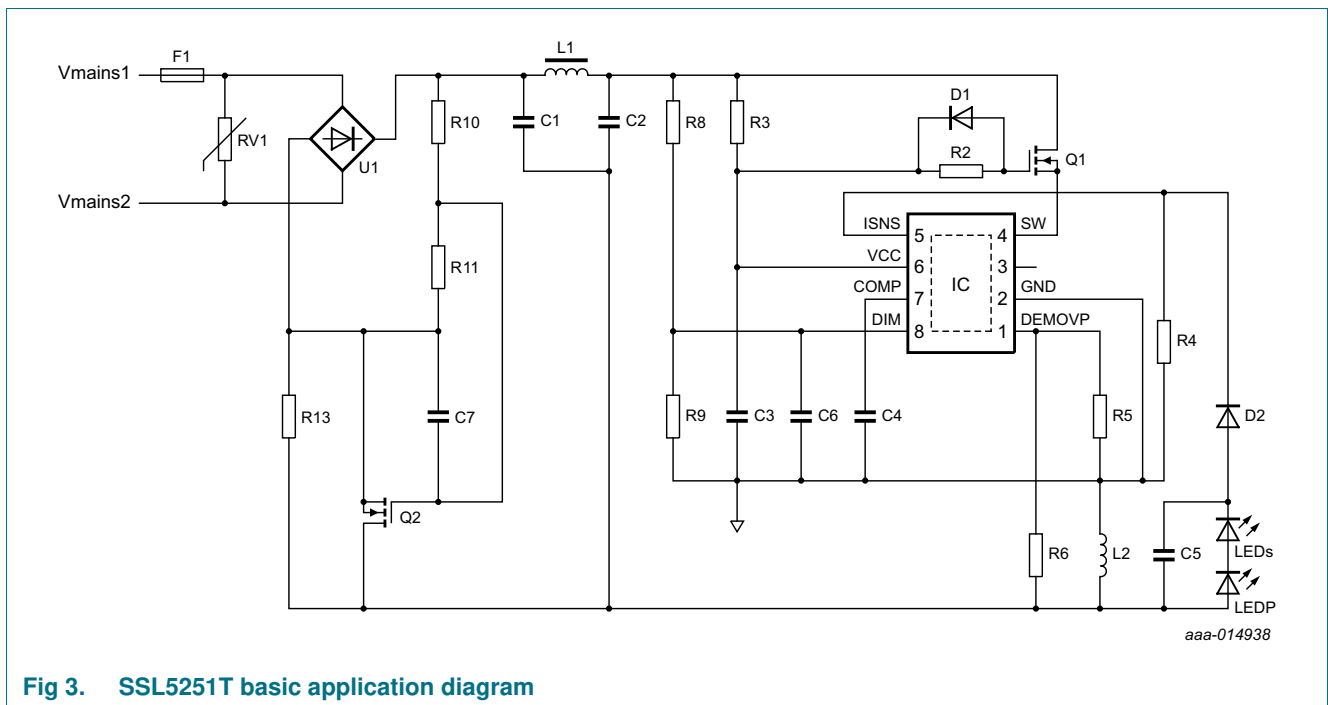 F1
Vmains1
L1
D1
R10
C1
C2
R8
R3
RV1
U1
R2
Q1
Vmains2
ISNS
SW
5
4
R11
VCC
6
3
IC
COMP
GND
7
2
DIM
DEMOVP
8
1
R4
R13
C7
R9
C3
C6
C4
R5
D2
Q2
R6
L2
C5
LEDs
LEDP
aaa-014938
Fig 3. SSL5251T basic application diagram